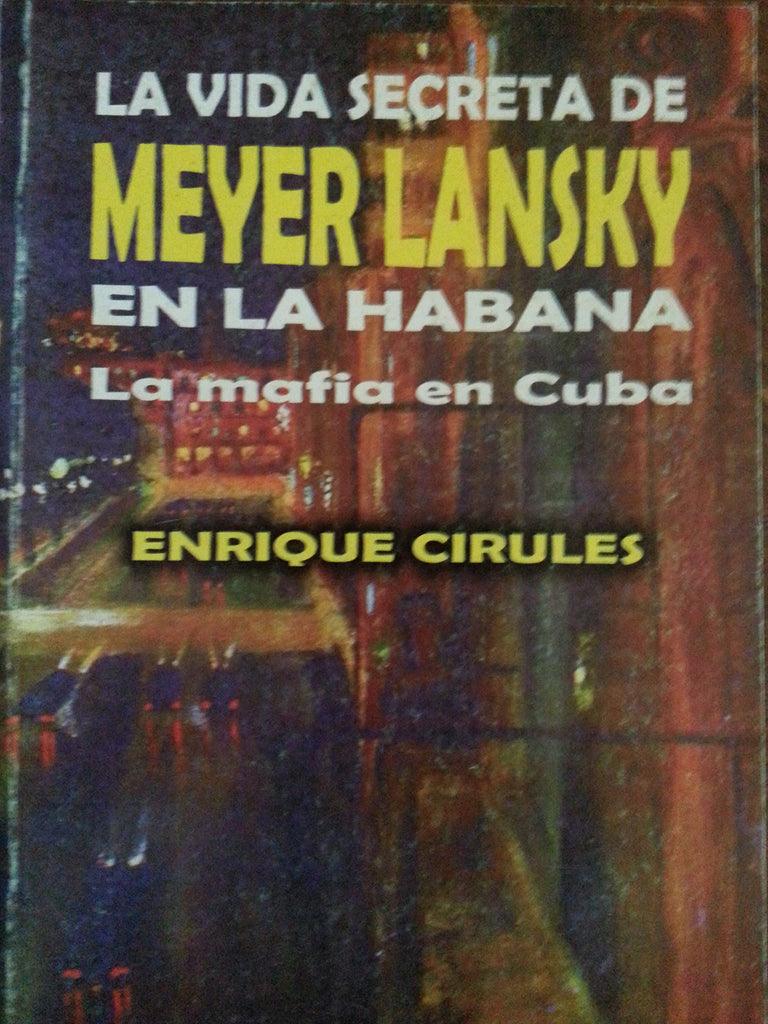 LA VIDA SECRETA DE
MEYER LANSKY
EN LA HABANA
La mafia en Cuba
ENRIQUE CIRULES